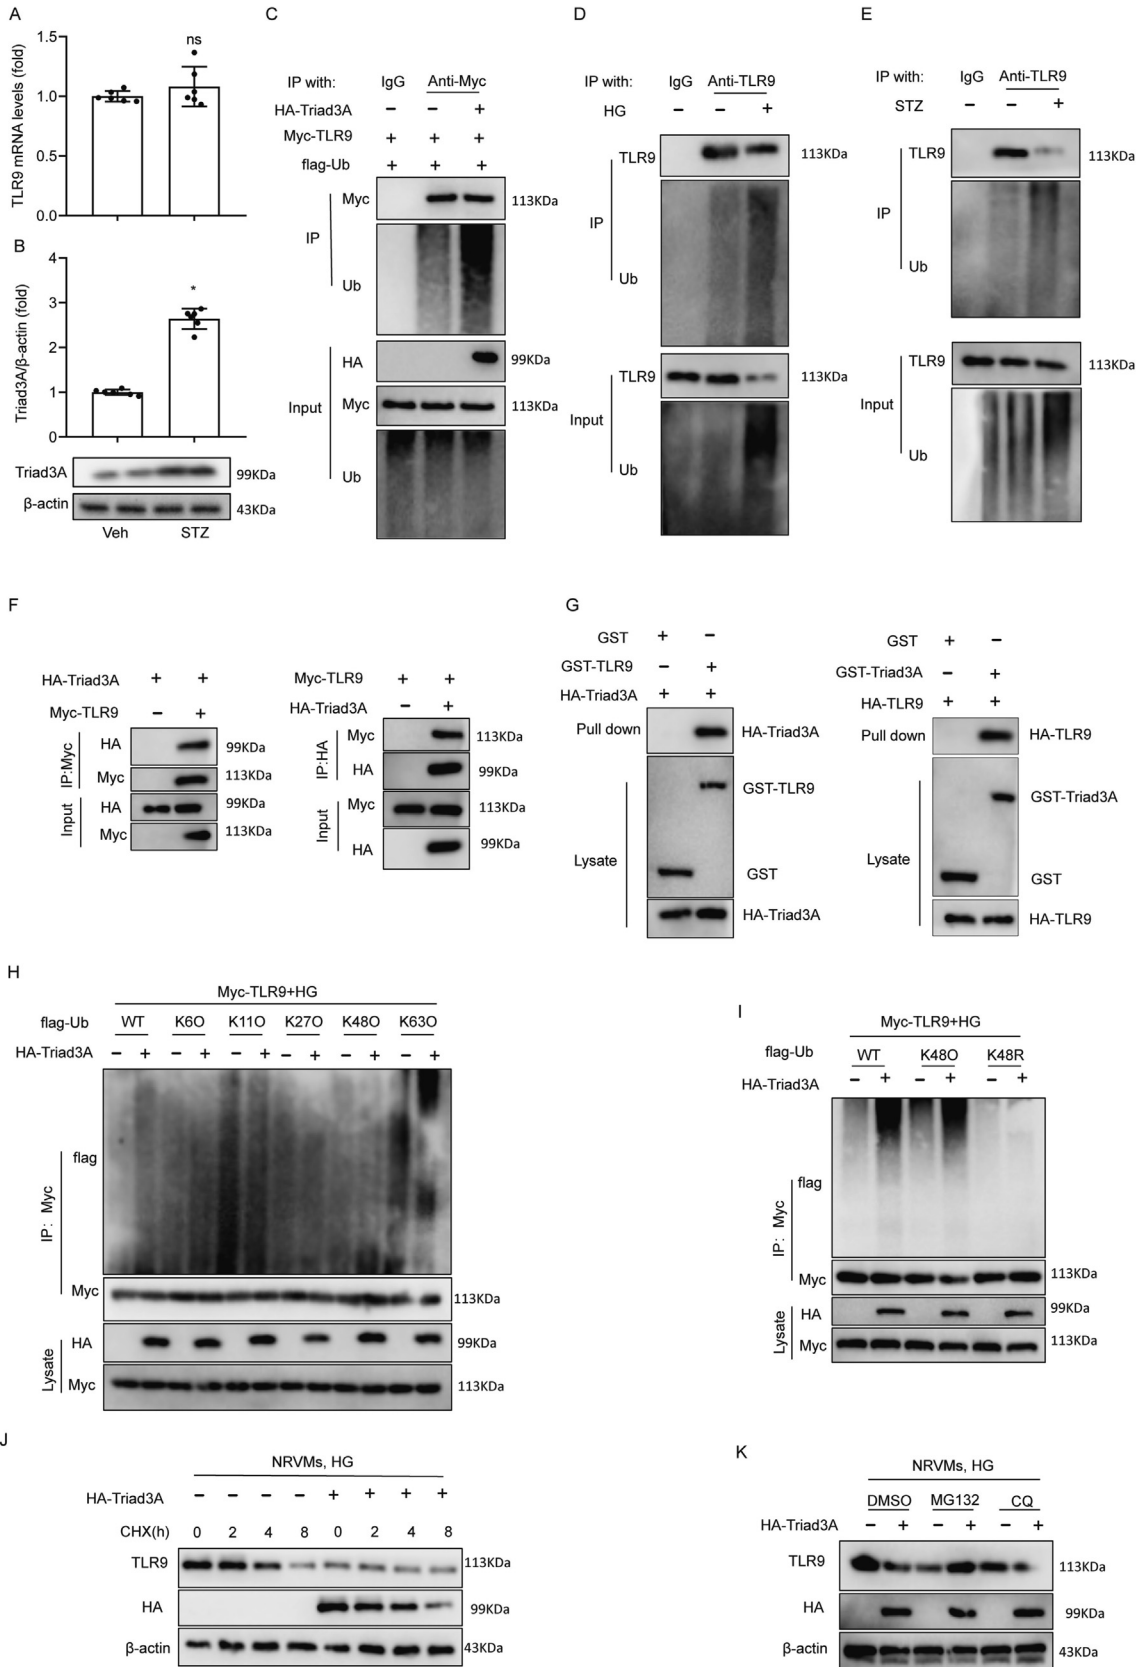 A
TLR9 mRNA levels (fold)
1.5
1.0
0.5
0.0
ns
B
Triad3A/β-actin (fold)
4
3
2
1
0
*
Triad3A
99KDa
β-actin
43KDa
Veh STZ
C
IP with: IgG Anti-Myc
HA-Triad3A − − +
Myc-TLR9 + + +
flag-Ub + + +
IP
Myc
113KDa
Ub
Input
HA
99KDa
Myc
113KDa
Ub
D
IP with: IgG Anti-TLR9
HG − − +
IP
TLR9
113KDa
Ub
Input
TLR9
113KDa
Ub
E
IP with: IgG Anti-TLR9
STZ − − +
IP
TLR9
113KDa
Ub
Input
TLR9
113KDa
Ub
F
HA-Triad3A + +
Myc-TLR9 − +
IP:Myc
HA
99KDa
Myc
113KDa
Input
HA
99KDa
Myc
113KDa
Myc-TLR9 + +
HA-Triad3A − +
IP:HA
Myc
113KDa
HA
99KDa
Input
Myc
113KDa
HA
99KDa
G
GST + −
GST-TLR9 − +
HA-Triad3A + +
Pull down
HA-Triad3A
Lysate
GST-TLR9
GST
HA-Triad3A
GST + −
GST-Triad3A − +
HA-TLR9 + +
Pull down
HA-TLR9
Lysate
GST-Triad3A
GST
HA-TLR9
H
Myc-TLR9+HG
flag-Ub WT K6O K11O K27O K48O K63O
HA-Triad3A − + − + − + − + − + − +
IP: Myc
flag
Myc
113KDa
Lysate
HA
99KDa
Myc
113KDa
I
Myc-TLR9+HG
flag-Ub WT K48O K48R
HA-Triad3A − + − + − +
IP: Myc
flag
Myc
113KDa
Lysate
HA
99KDa
Myc
113KDa
J
NRVMs, HG
HA-Triad3A − − − − + + + +
CHX(h) 0 2 4 8 0 2 4 8
TLR9
113KDa
HA
99KDa
β-actin
43KDa
K
NRVMs, HG
DMSO MG132 CQ
HA-Triad3A − + − + − +
TLR9
113KDa
HA
99KDa
β-actin
43KDa